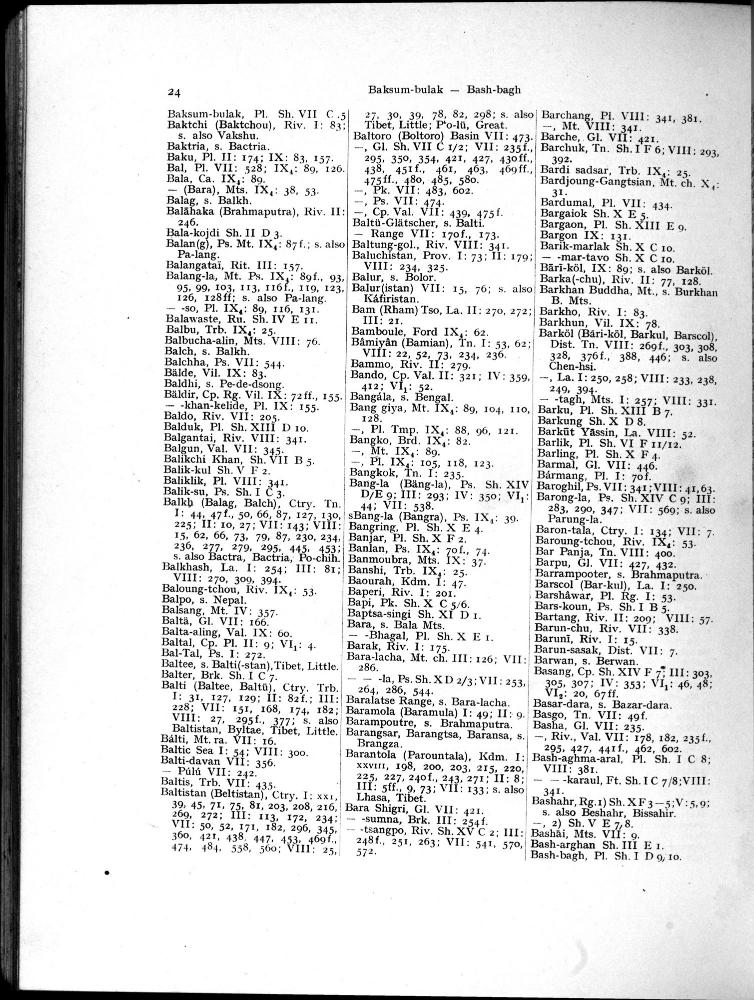 24
Baksum-bulak — Bash-bagh
Baksum-bulak, Pl. Sh. VII C 5
Baktchi (Baktchou), Riv. I: 83;
s. also Vakshu.
Baktria, s. Bactria.
Baku, Pl. II: 174; IX: 83, 157.
Bal, Pl. VII: 528; IX₄: 89, 126.
Bala, Ca. IX₄: 89.
— (Bara), Mts. IX₄: 38, 53.
Balag, s. Balkh.
Balāhaka (Brahmaputra), Riv. II:
246.
Bala-kojdi Sh. II D 3.
Balan(g), Ps. Mt. IX₄: 87f.; s. also
Pa-lang.
Balangataï, Rit. III: 157.
Balang-la, Mt. Ps. IX₄: 89f., 93,
95, 99, 103, 113, 116f., 119, 123,
126, 128ff; s. also Pa-lang.
— -so, Pl. IX₄: 89, 116, 131.
Balawaste, Ru. Sh. IV E 11.
Balbu, Trb. IX₄: 25.
Balbucha-alin, Mts. VIII: 76.
Balch, s. Balkh.
Balchha, Ps. VII: 544.
Bälde, Vil. IX: 83.
Baldhi, s. Pe-de-dsong.
Bäldir, Cp. Rg. Vil. IX: 72ff., 155.
— -khan-kelide, Pl. IX: 155.
Baldo, Riv. VII: 205.
Balduk, Pl. Sh. XIII D 10.
Balgantai, Riv. VIII: 341.
Balgun, Val. VII: 345.
Balikchi Khan, Sh. VII B 5.
Balik-kul Sh. V F 2.
Baliklik, Pl. VIII: 341.
Balik-su, Ps. Sh. I C 3.
Balkh (Balag, Balch), Ctry. Tn.
I: 44, 47f., 50, 66, 87, 127, 130,
225; II: 10, 27; VII: 143; VIII:
15, 62, 66, 73, 79, 87, 230, 234,
236, 277, 279, 295, 445, 453;
s. also Bactra, Bactria, Po-chih.
Balkhash, La. I: 254; III: 81;
VIII: 270, 309, 394.
Baloung-tchou, Riv. IX₄: 53.
Balpo, s. Nepal.
Balsang, Mt. IV: 357.
Baltä, Gl. VII: 166.
Balta-aling, Val. IX: 60.
Baltal, Cp. Pl. II: 9; VI₁: 4.
Bal-Tal, Ps. I: 272.
Baltee, s. Balti(-stan), Tibet, Little.
Balter, Brk. Sh. I C 7.
Balti (Baltee, Baltü), Ctry. Trb.
I: 31, 127, 129; II: 82f.; III:
228; VII: 151, 168, 174, 182;
VIII: 27, 295f., 377; s. also
Baltistan, Byltae, Tibet, Little.
Bálti, Mt. ra. VII: 16.
Baltic Sea I: 54; VIII: 300.
Balti-davan VII: 356.
— Púlú VII: 242.
Baltis, Trb. VII: 435.
Baltistan (Beltistan), Ctry. I: XXI,
39, 45, 71, 75, 81, 203, 208, 216,
269, 272; III: 113, 172, 234;
VII: 50, 52, 171, 182, 296, 345,
360, 421, 438, 447, 453, 469f.,
474, 484, 558, 560; VIII: 25,
27, 30, 39, 78, 82, 298; s. also
Tibet, Little; P'o-lü, Great.
Baltoro (Boltoro) Basin VII: 473.
—, Gl. Sh. VII C 1/2; VII: 235f.,
295, 350, 354, 421, 427, 430ff.,
438, 451f., 461, 463, 469ff.,
475ff., 480, 485, 580.
—, Pk. VII: 483, 602.
—, Ps. VII: 474.
—, Cp. Val. VII: 439, 475f.
Baltü-Glätscher, s. Balti.
— Range VII: 170f., 173.
Baltung-gol., Riv. VIII: 341.
Baluchistan, Prov. I: 73; II: 179;
VIII: 234, 325.
Balur, s. Bolor.
Balur(istan) VII: 15, 76; s. also
Káfiristan.
Bam (Rham) Tso, La. II: 270, 272;
III: 21.
Bamboule, Ford IX₄: 62.
Bâmiyân (Bamian), Tn. I: 53, 62;
VIII: 22, 52, 73, 234, 236.
Bammo, Riv. II: 279.
Bando, Cp. Val. II: 321; IV: 359,
412; VI₁: 52.
Bangála, s. Bengal.
Bang giya, Mt. IX₄: 89, 104, 110,
128.
—, Pl. Tmp. IX₄: 88, 96, 121.
Bangko, Brd. IX₄: 82.
—, Mt. IX₄: 89.
—, Pl. IX₄: 105, 118, 123.
Bangkok, Tn. I: 235.
Bang-la (Bäng-la), Ps. Sh. XIV
D/E 9; III: 293; IV: 350; VI₁:
44; VII: 538.
sBang-la (Bangra), Ps. IX₄: 39.
Bangring, Pl. Sh. X E 4.
Banjar, Pl. Sh. X F 2.
Banlan, Ps. IX₄: 70f., 74.
Banmoubra, Mts. IX: 37.
Banshi, Trb. IX₄: 25.
Baourah, Kdm. I: 47.
Baperi, Riv. I: 201.
Bapi, Pk. Sh. X C 5/6.
Baptsa-singi Sh. XI D 1.
Bara, s. Bala Mts.
— -Bhagal, Pl. Sh. X E 1.
Barak, Riv. I: 175.
Bara-lacha, Mt. ch. III: 126; VII:
286.
— — -la, Ps. Sh. X D 2/3; VII: 253,
264, 286, 544.
Baralatse Range, s. Bara-lacha.
Baramola (Baramula) I: 49; II: 9.
Barampoutre, s. Brahmaputra.
Barangsar, Barangtsa, Baransa, s.
Brangza.
Barantola (Parountala), Kdm. I:
XXVIII, 198, 200, 203, 215, 220,
225, 227, 240f., 243, 271; II: 8;
III: 5ff., 9, 73; VII: 133; s. also
Lhasa, Tibet.
Bara Shigri, Gl. VII: 421.
— -sumna, Brk. III: 254f.
— -tsangpo, Riv. Sh. XV C 2; III:
248f., 251, 263; VII: 541, 570,
572.
Barchang, Pl. VIII: 341, 381.
—, Mt. VIII: 341.
Barche, Gl. VII: 421.
Barchuk, Tn. Sh. I F 6; VIII: 293,
392.
Bardi sadsar, Trb. IX₄: 25.
Bardjoung-Gangtsian, Mt. ch. X₄:
31.
Bardumal, Pl. VII: 434.
Bargaiok Sh. X E 5.
Bargaon, Pl. Sh. XIII E 9.
Bargon IX: 131.
Barik-marlak Sh. X C 10.
— -mar-tavo Sh. X C 10.
Bāri-köl, IX: 89; s. also Barköl.
Barka(-chu), Riv. II: 77, 128.
Barkhan Buddha, Mt., s. Burkhan
B. Mts.
Barkho, Riv. I: 83.
Barkhun, Vil. IX: 78.
Barköl (Bári-köl, Barkul, Barscol),
Dist. Tn. VIII: 269f., 303, 308,
328, 376f., 388, 446; s. also
Chen-hsi.
—, La. I: 250, 258; VIII: 233, 238,
249, 394.
— -tagh, Mts. I: 257; VIII: 331.
Barku, Pl. Sh. XIII B 7.
Barkung Sh. X D 8.
Barkūt Yāssin, La. VIII: 52.
Barlik, Pl. Sh. VI F 11/12.
Barling, Pl. Sh. X F 4.
Barmal, Gl. VII: 446.
Bármang, Pl. I: 70f.
Baroghil, Ps. VII: 341; VIII: 41, 63.
Barong-la, Ps. Sh. XIV C 9; III:
283, 290, 347; VII: 569; s. also
Parung-la.
Baron-tala, Ctry. I: 134; VII: 7.
Baroung-tchou, Riv. IX₄: 53.
Bar Panja, Tn. VIII: 400.
Barpu, Gl. VII: 427, 432.
Barrampooter, s. Brahmaputra.
Barscol (Bar-kul), La. I: 250.
Barshâwar, Pl. Rg. I: 53.
Bars-koun, Ps. Sh. I B 5.
Bartang, Riv. II: 209; VIII: 57.
Barun-chu, Riv. VII: 338.
Baruní, Riv. I: 15.
Barun-sasak, Dist. VII: 7.
Barwan, s. Berwan.
Basang, Cp. Sh. XIV F 7; III: 303,
305, 307; IV: 353; VI₁: 46, 48;
VI₂: 20, 67ff.
Basar-dara, s. Bazar-dara.
Basgo, Tn. VII: 49f.
Basha, Gl. VII: 235.
—, Riv., Val. VII: 178, 182, 235f.,
295, 427, 441f., 462, 602.
Bash-aghma-aral, Pl. Sh. I C 8;
VIII: 381.
— — -karaul, Ft. Sh. I C 7/8; VIII:
341.
Bashahr, Rg. 1) Sh. X F 3—5; V: 5, 9;
s. also Beshahr, Bissahir.
—, 2) Sh. V E 7/8.
Bashāi, Mts. VII: 9.
Bash-arghan Sh. III E 1.
Bash-bagh, Pl. Sh. I D 9, 10.